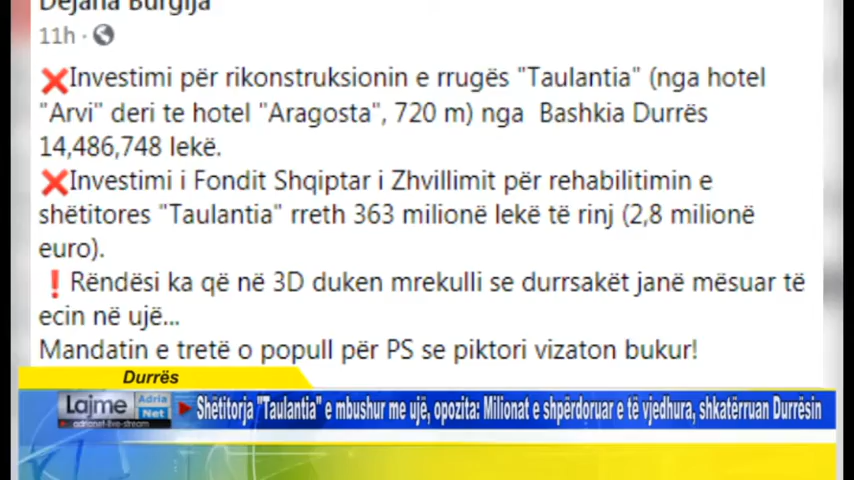 Dejana Burgija
11h ·
Investimi për rikonstruksionin e rrugës "Taulantia" (nga hotel
"Arvi" deri te hotel "Aragosta", 720 m) nga Bashkia Durrës
14,486,748 lekë.
Investimi i Fondit Shqiptar i Zhvillimit për rehabilitimin e
shëtitores "Taulantia" rreth 363 milionë lekë të rinj (2,8 milionë
euro).
Rëndësi ka që në 3D duken mrekulli se durrsakët janë mësuar të
ecin në ujë...
Mandatin e tretë o popull për PS se piktori vizaton bukur!
Durrës
Lajme Adria Net
adrianet-live-stream
Shëtitorja "Taulantia" e mbushur me ujë, opozita: Milionat e shpërdoruar e të vjedhura, shkatërruan Durrësin